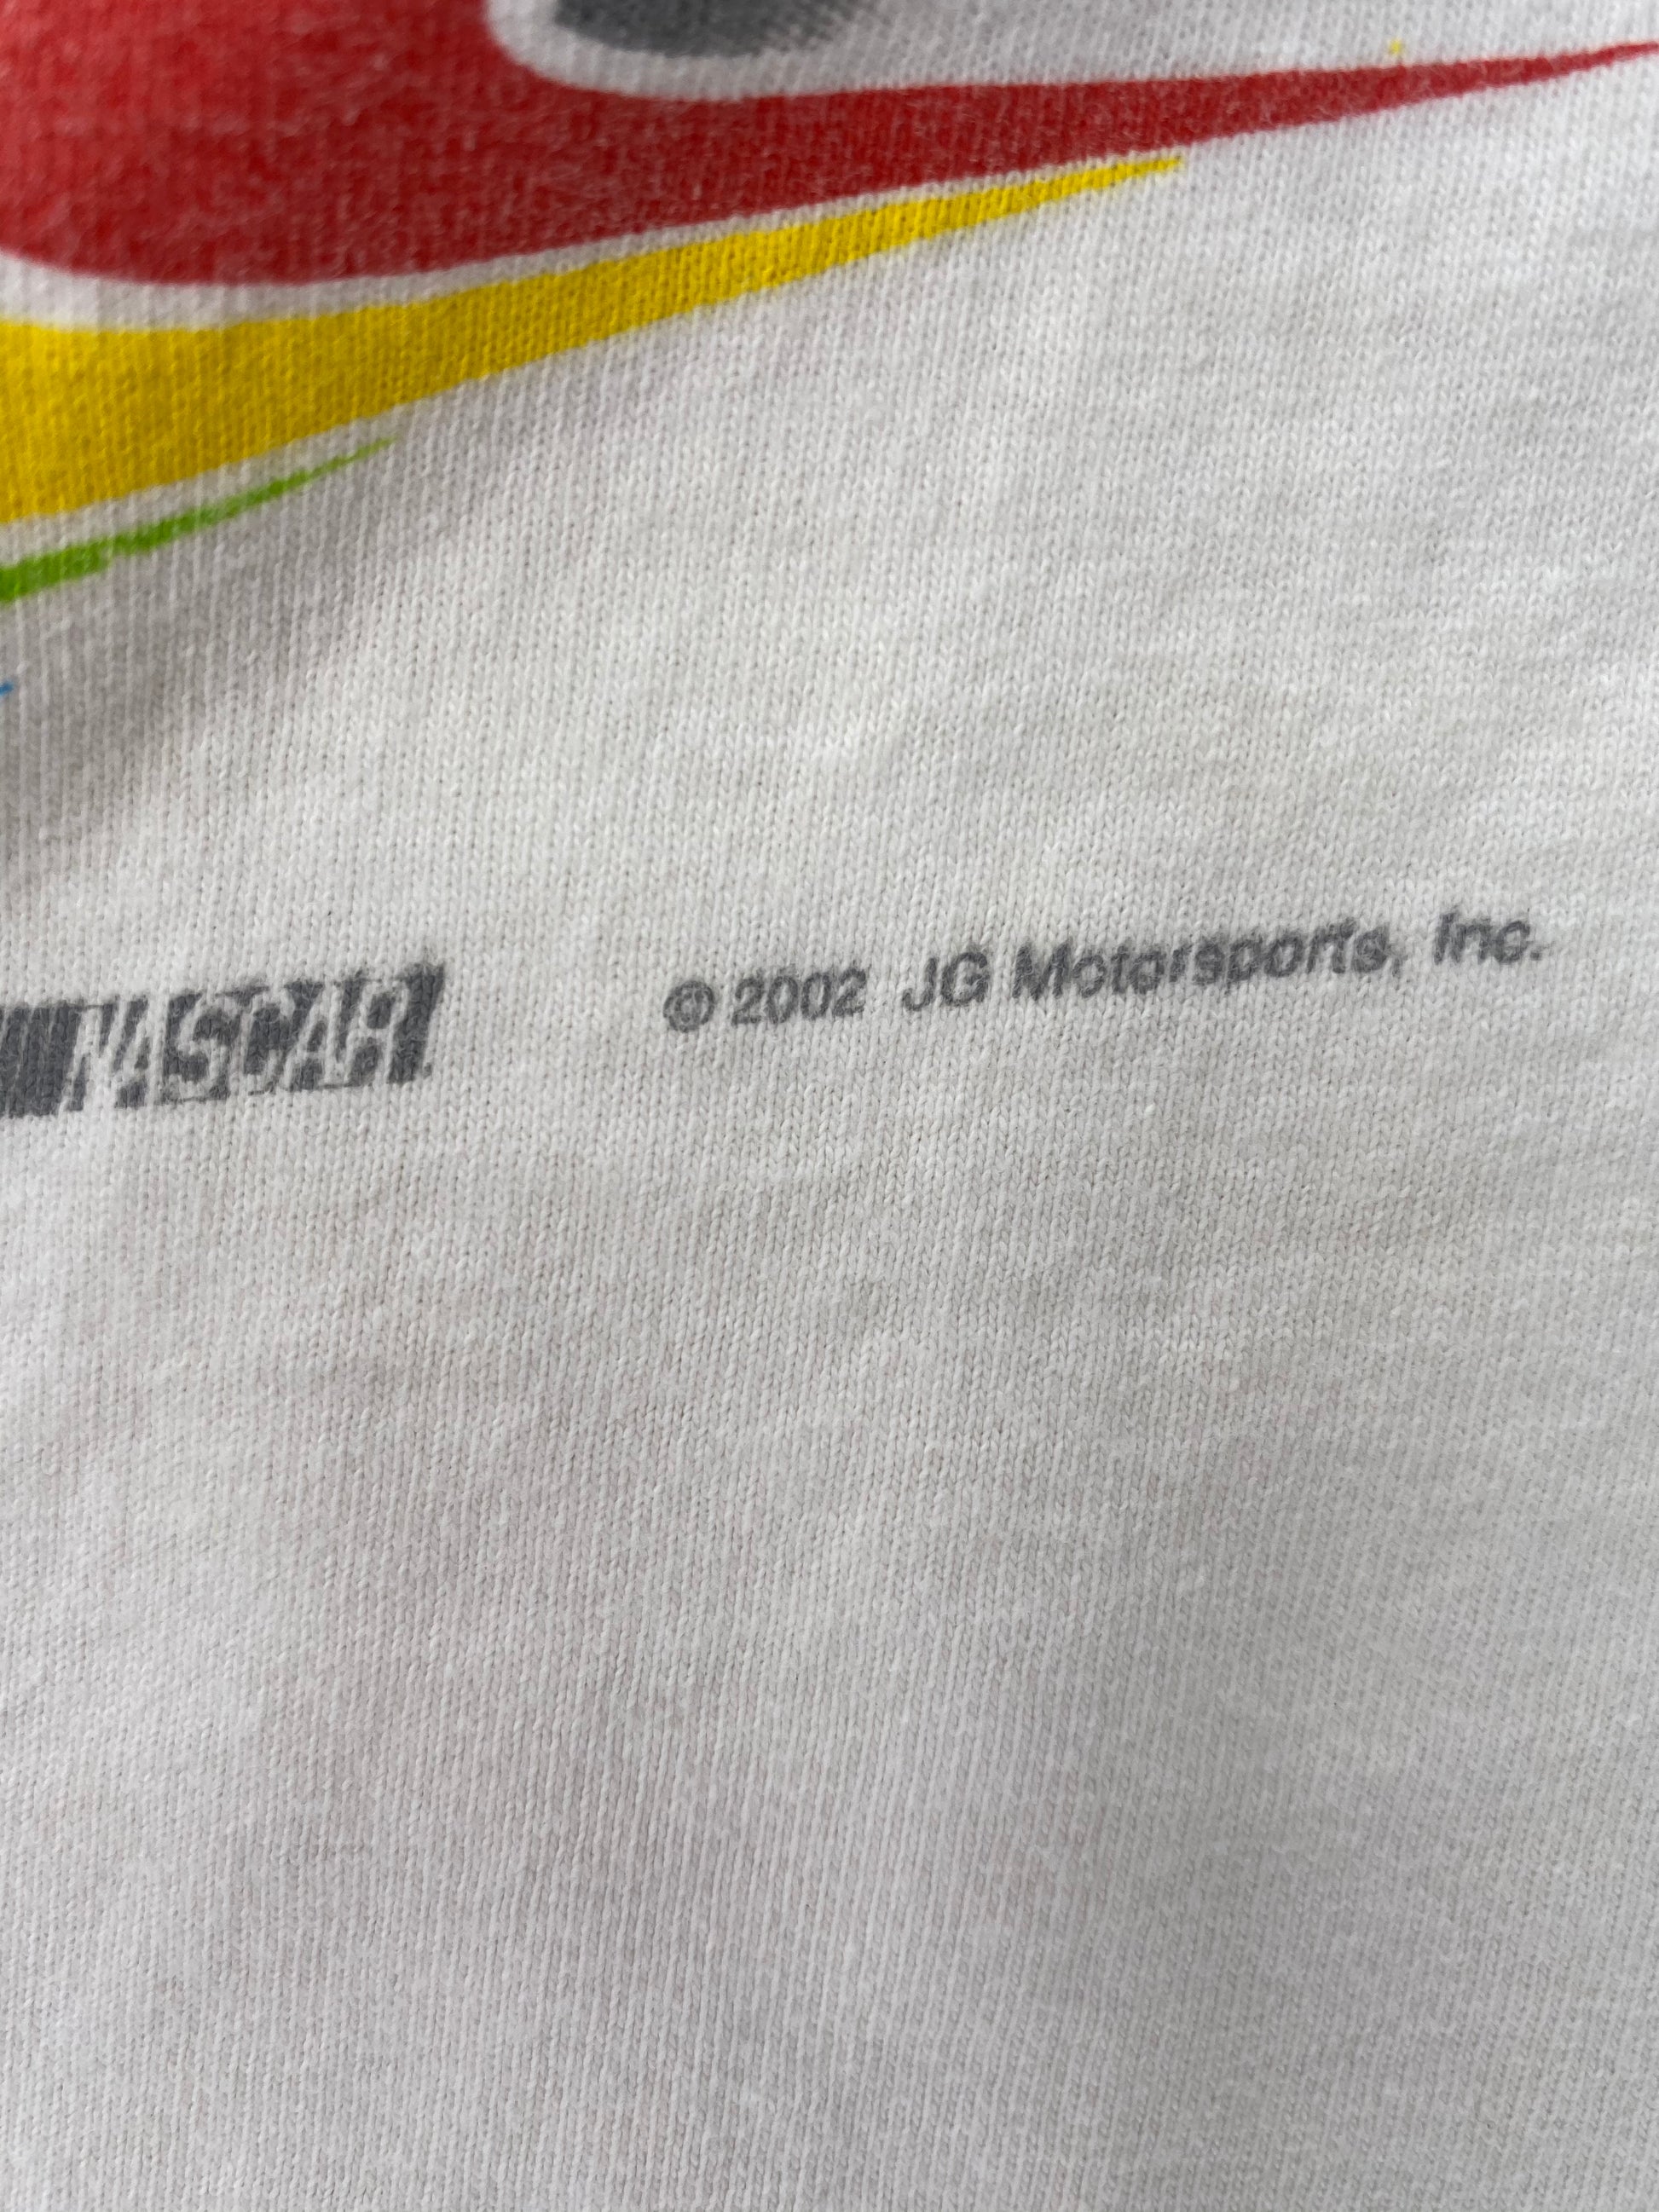 NASCAR
© 2002 JG Motorsports, Inc.